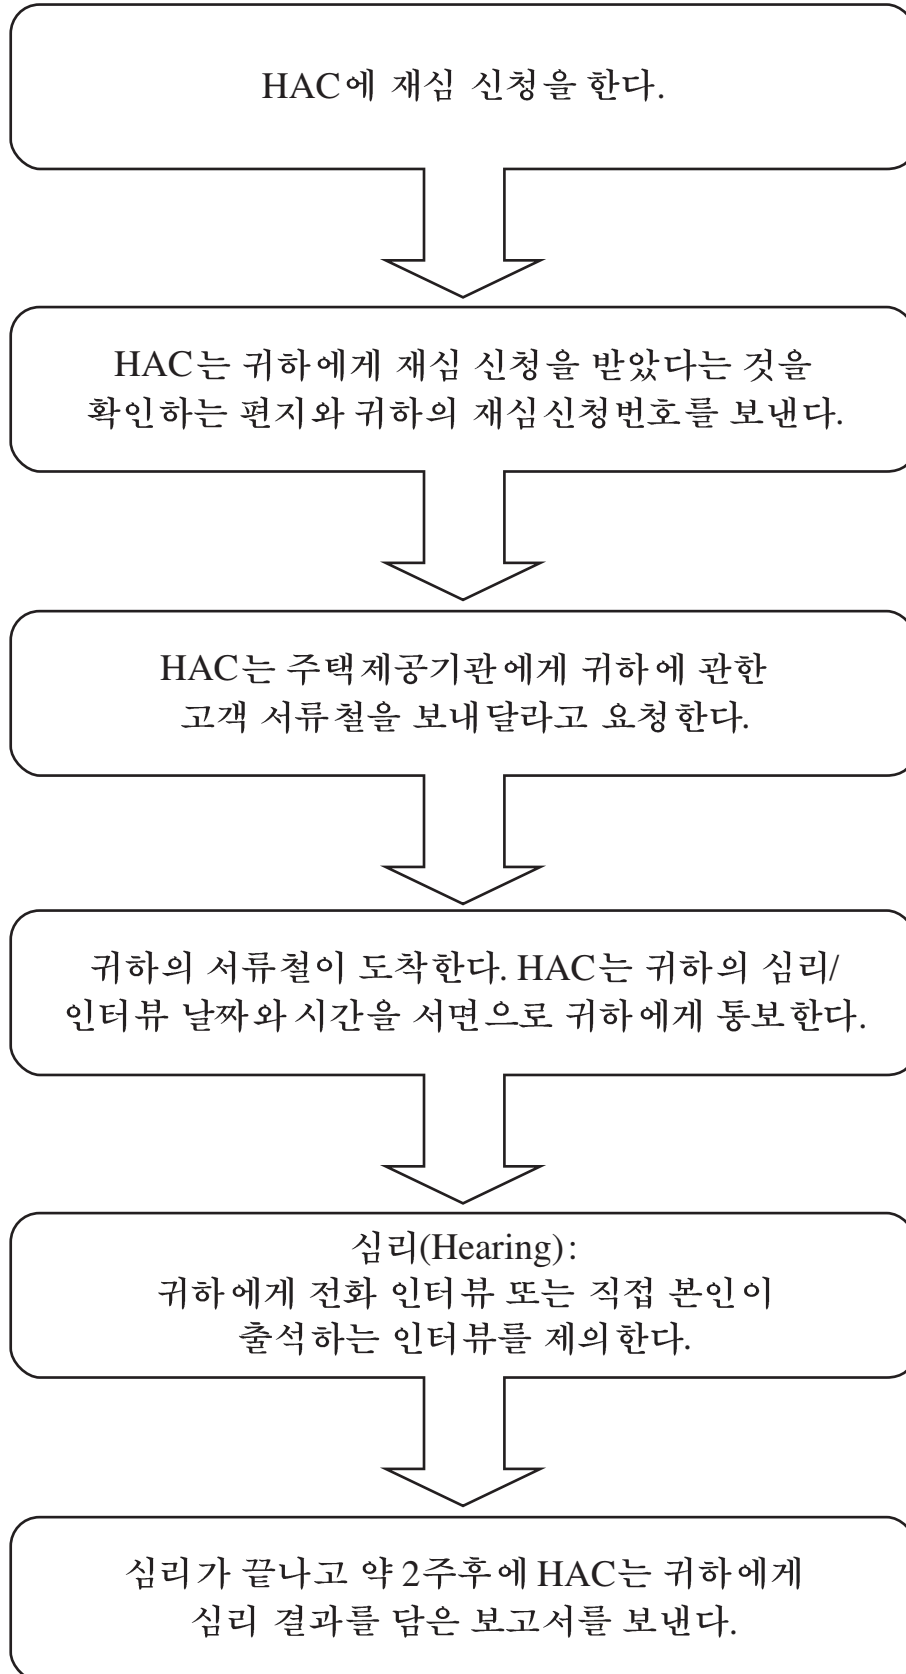 HAC에 재심 신청을 한다.
HAC는 귀하에게 재심 신청을 받았다는 것을
확인하는 편지와 귀하의 재심신청번호를 보낸다.
HAC는 주택제공기관에게 귀하에 관한
고객 서류철을 보내달라고 요청한다.
귀하의 서류철이 도착한다. HAC는 귀하의 심리/
인터뷰 날짜와 시간을 서면으로 귀하에게 통보한다.
심리(Hearing):
귀하에게 전화 인터뷰 또는 직접 본인이
출석하는 인터뷰를 제의한다.
심리가 끝나고 약 2주후에 HAC는 귀하에게
심리 결과를 담은 보고서를 보낸다.